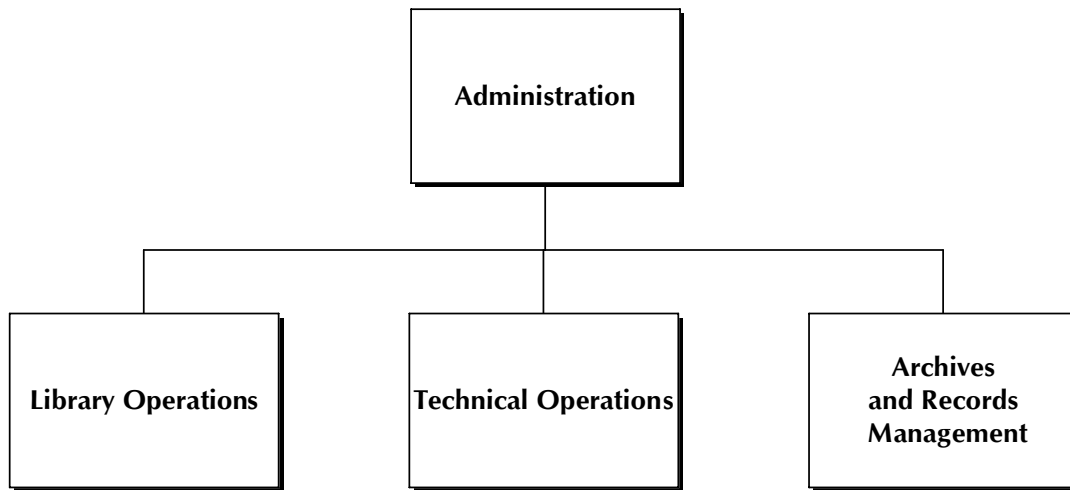 Administration
Library Operations
Technical Operations
Archives
and Records
Management